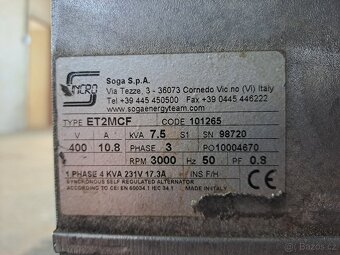 SINCRO
Soga S.p.A.
Via Tezze, 3 - 36073 Cornedo Vic.no (Vi) Italy
Tel +39 445 450500 Fax +39 0445 446222
www.sogaenergyteam.com
TYPE ET2MCF CODE 101265
V A kVA 7.5 S1 SN 98720
400 10.8 PHASE 3 PO10004670
RPM 3000 Hz 50 PF 0.8
1 PHASE 4 KVA 231V 17.3A INS F/H CE
SYNCHRONOUS SELF REGULATED ALTERNATOR
ACCORDING TO CEI EN 60034.1 IEC 34.1 MADE IN ITALY
Bazoš.cz